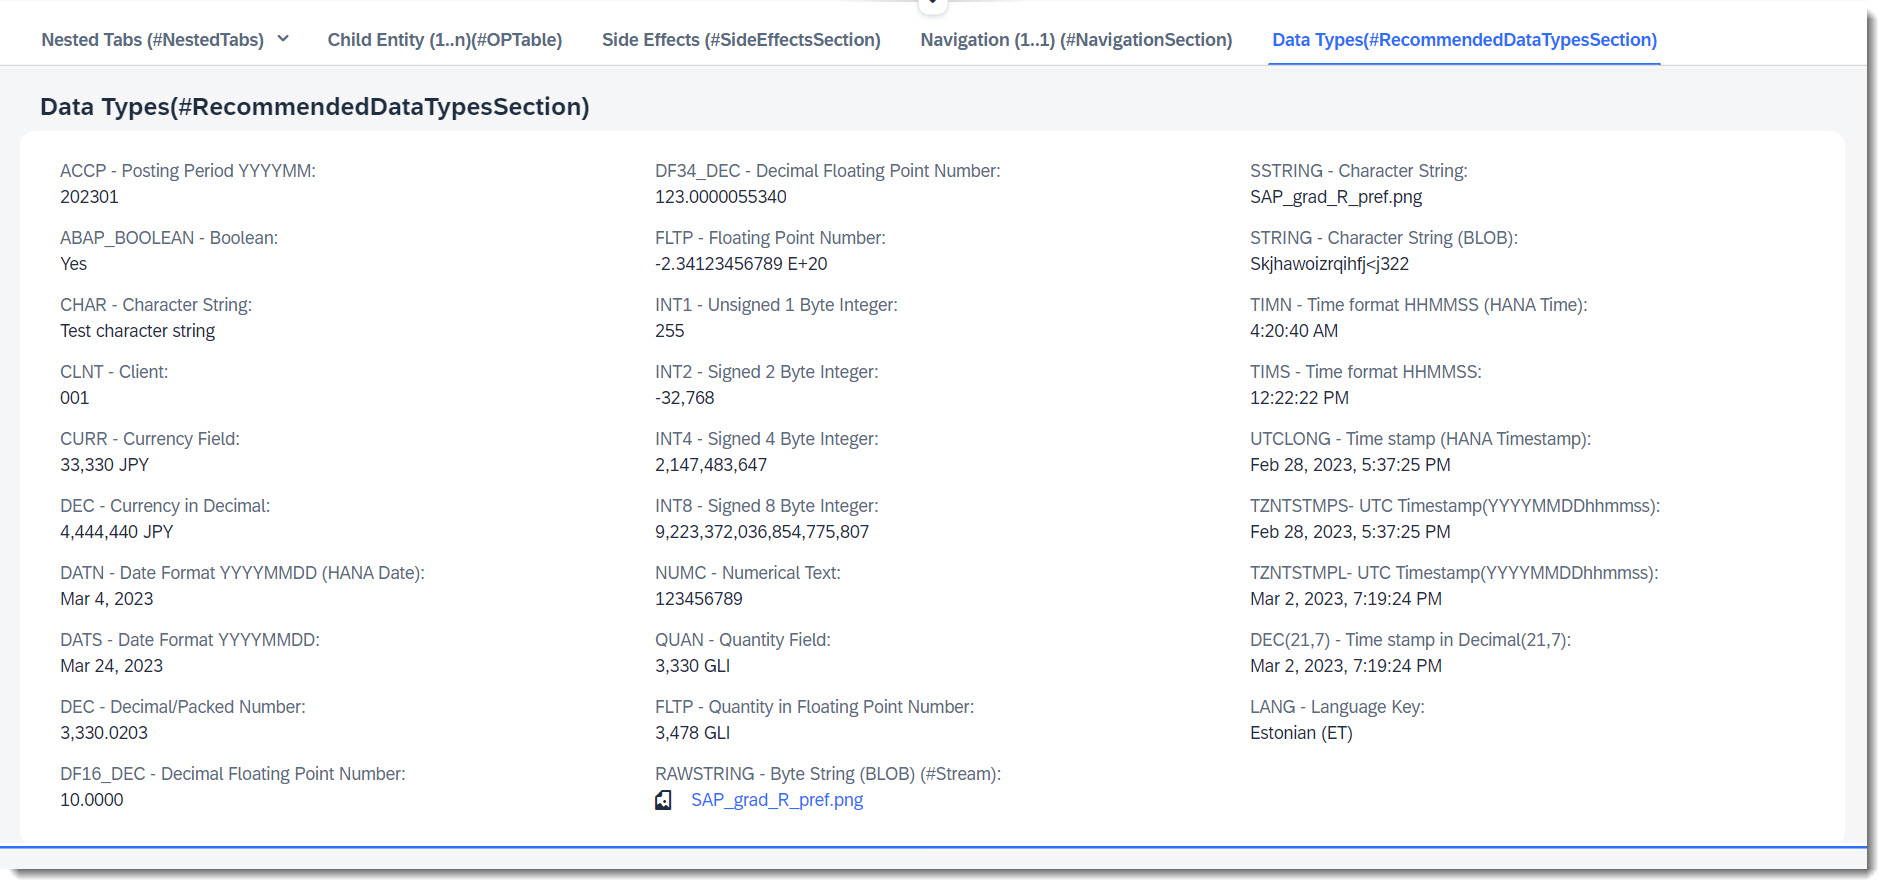 Nested Tabs (#NestedTabs)
Child Entity (1..n)(#OPTable)
Side Effects (#SideEffectsSection)
Navigation (1..1) (#NavigationSection)
Data Types(#RecommendedDataTypesSection)
Data Types(#RecommendedDataTypesSection)
ACCP - Posting Period YYYYMM:
202301
ABAP_BOOLEAN - Boolean:
Yes
CHAR - Character String:
Test character string
CLNT - Client:
001
CURR - Currency Field:
33,330 JPY
DEC - Currency in Decimal:
4,444,440 JPY
DATN - Date Format YYYYMMDD (HANA Date):
Mar 4, 2023
DATS - Date Format YYYYMMDD:
Mar 24, 2023
DEC - Decimal/Packed Number:
3,330.0203
DF16_DEC - Decimal Floating Point Number:
10.0000
DF34_DEC - Decimal Floating Point Number:
123.0000055340
FLTP - Floating Point Number:
-2.34123456789 E+20
INT1 - Unsigned 1 Byte Integer:
255
INT2 - Signed 2 Byte Integer:
-32,768
INT4 - Signed 4 Byte Integer:
2,147,483,647
INT8 - Signed 8 Byte Integer:
9,223,372,036,854,775,807
NUMC - Numerical Text:
123456789
QUAN - Quantity Field:
3,330 GLI
FLTP - Quantity in Floating Point Number:
3,478 GLI
RAWSTRING - Byte String (BLOB) (#Stream):
SAP_grad_R_pref.png
SSTRING - Character String:
SAP_grad_R_pref.png
STRING - Character String (BLOB):
Skjhawoizrqihfj<j322
TIMN - Time format HHMMSS (HANA Time):
4:20:40 AM
TIMS - Time format HHMMSS:
12:22:22 PM
UTCLONG - Time stamp (HANA Timestamp):
Feb 28, 2023, 5:37:25 PM
TZNTSTMPS- UTC Timestamp(YYYYMMDDhhmmss):
Feb 28, 2023, 5:37:25 PM
TZNTSTMPL- UTC Timestamp(YYYYMMDDhhmmss):
Mar 2, 2023, 7:19:24 PM
DEC(21,7) - Time stamp in Decimal(21,7):
Mar 2, 2023, 7:19:24 PM
LANG - Language Key:
Estonian (ET)